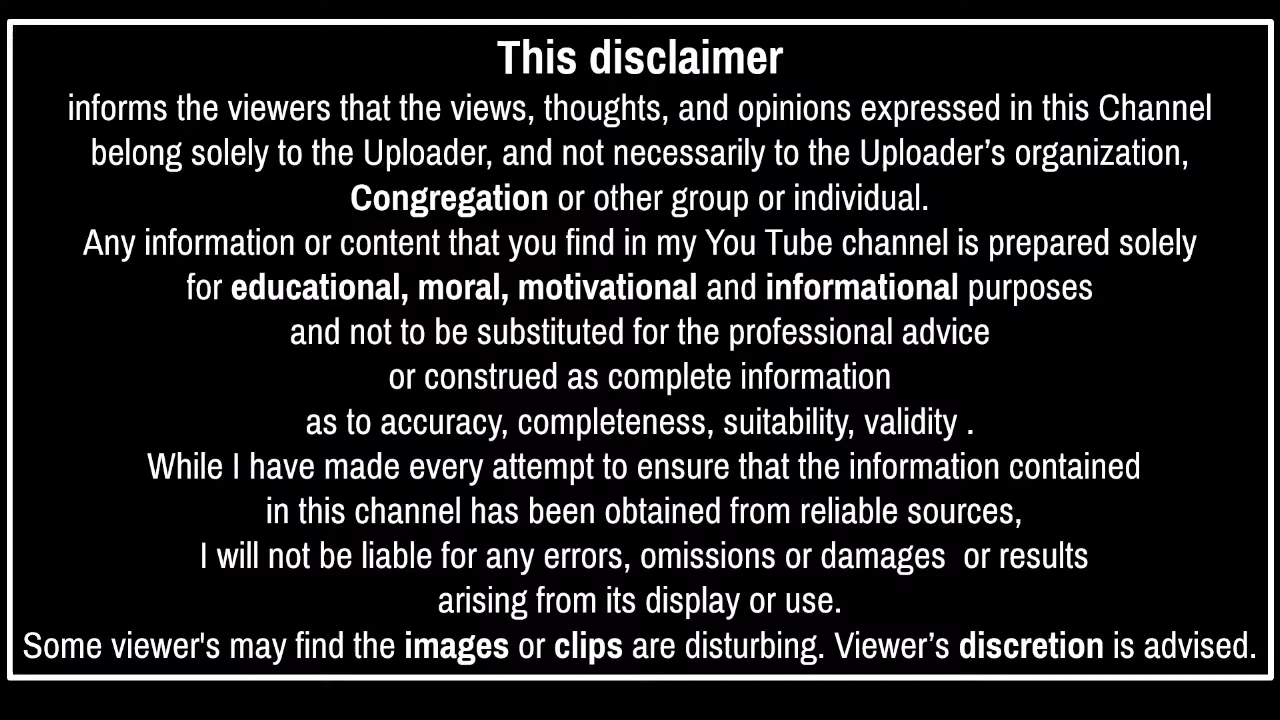 This disclaimer
informs the viewers that the views, thoughts, and opinions expressed in this Channel
belong solely to the Uploader, and not necessarily to the Uploader’s organization,
Congregation or other group or individual.
Any information or content that you find in my You Tube channel is prepared solely
for educational, moral, motivational and informational purposes
and not to be substituted for the professional advice
or construed as complete information
as to accuracy, completeness, suitability, validity .
While I have made every attempt to ensure that the information contained
in this channel has been obtained from reliable sources,
I will not be liable for any errors, omissions or damages  or results
arising from its display or use.
Some viewer's may find the images or clips are disturbing. Viewer’s discretion is advised.